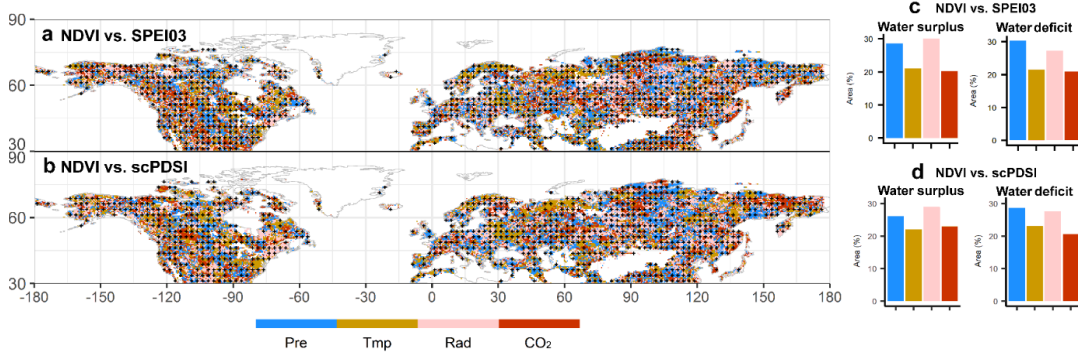 a NDVI vs. SPEI03
90
60
30
b NDVI vs. scPDSI
90
60
30
-180 -150 -120 -90 -60 -30 0 30 60 90 120 150 180
Pre Tmp Rad CO₂
c NDVI vs. SPEI03
Water surplus Water deficit
Area (%)
30
20
10
0
Area (%)
30
20
10
0
d NDVI vs. scPDSI
Water surplus Water deficit
Area (%)
30
20
10
0
Area (%)
30
20
10
0